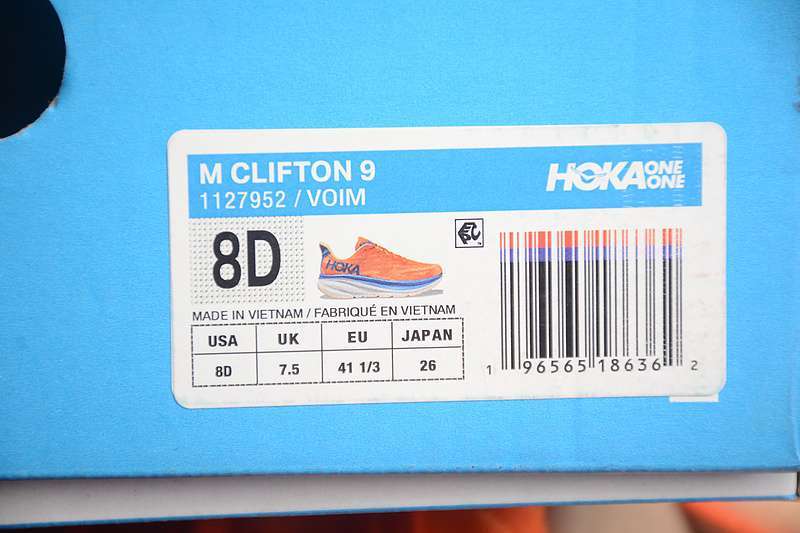 M CLIFTON 9
1127952 / VOIM
HOKA ONE ONE
8D
HOKA
MADE IN VIETNAM / FABRIQUÉ EN VIETNAM
USA UK EU JAPAN
8D 7.5 41 1/3 26
1 96565 18636 2